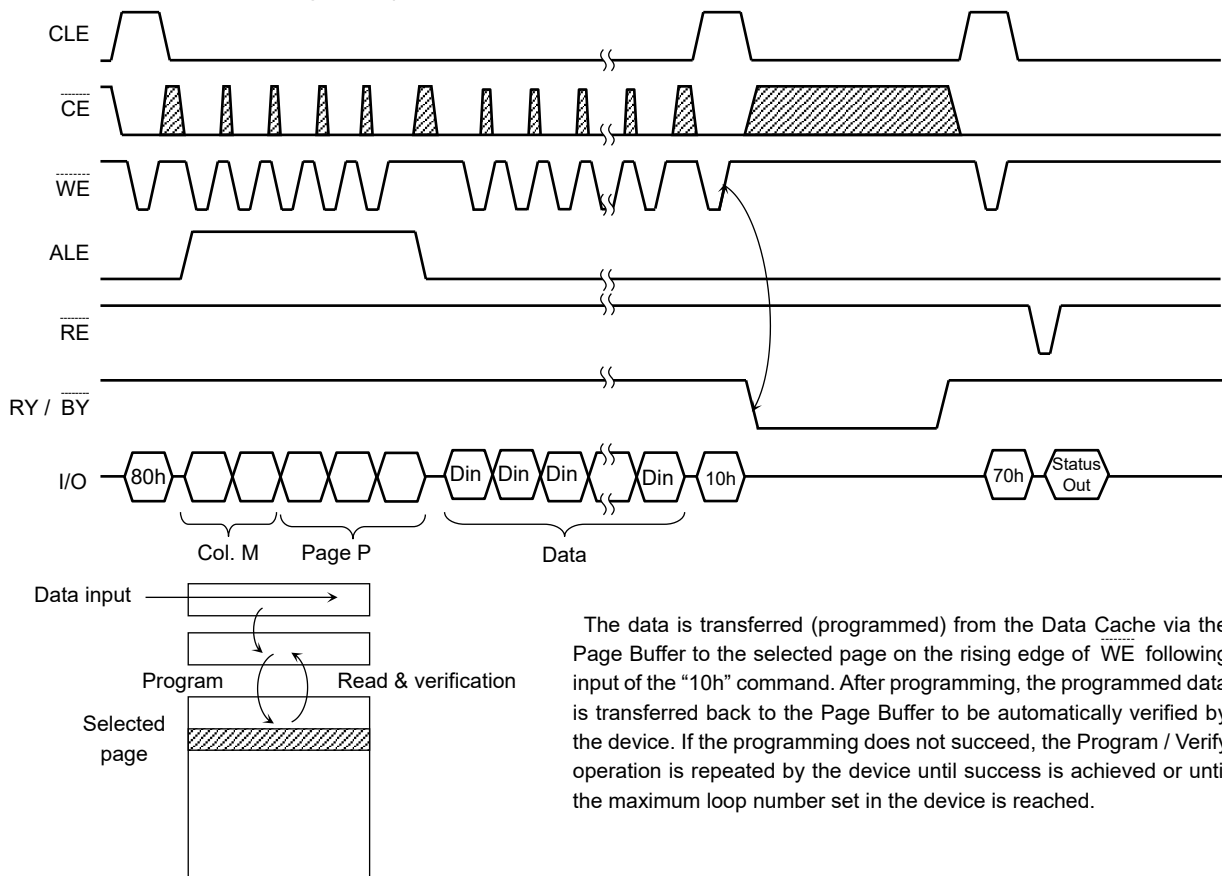 CLE
CE
WE
ALE
RE
RY / BY
I/O
80h
Din
Din
Din
Din
10h
70h
Status
Out
Col. M
Page P
Data
Data input
Program
Read & verification
Selected
page
The data is transferred (programmed) from the Data Cache via the
Page Buffer to the selected page on the rising edge of WE following
input of the “10h” command. After programming, the programmed data
is transferred back to the Page Buffer to be automatically verified by
the device. If the programming does not succeed, the Program / Verify
operation is repeated by the device until success is achieved or unti
the maximum loop number set in the device is reached.